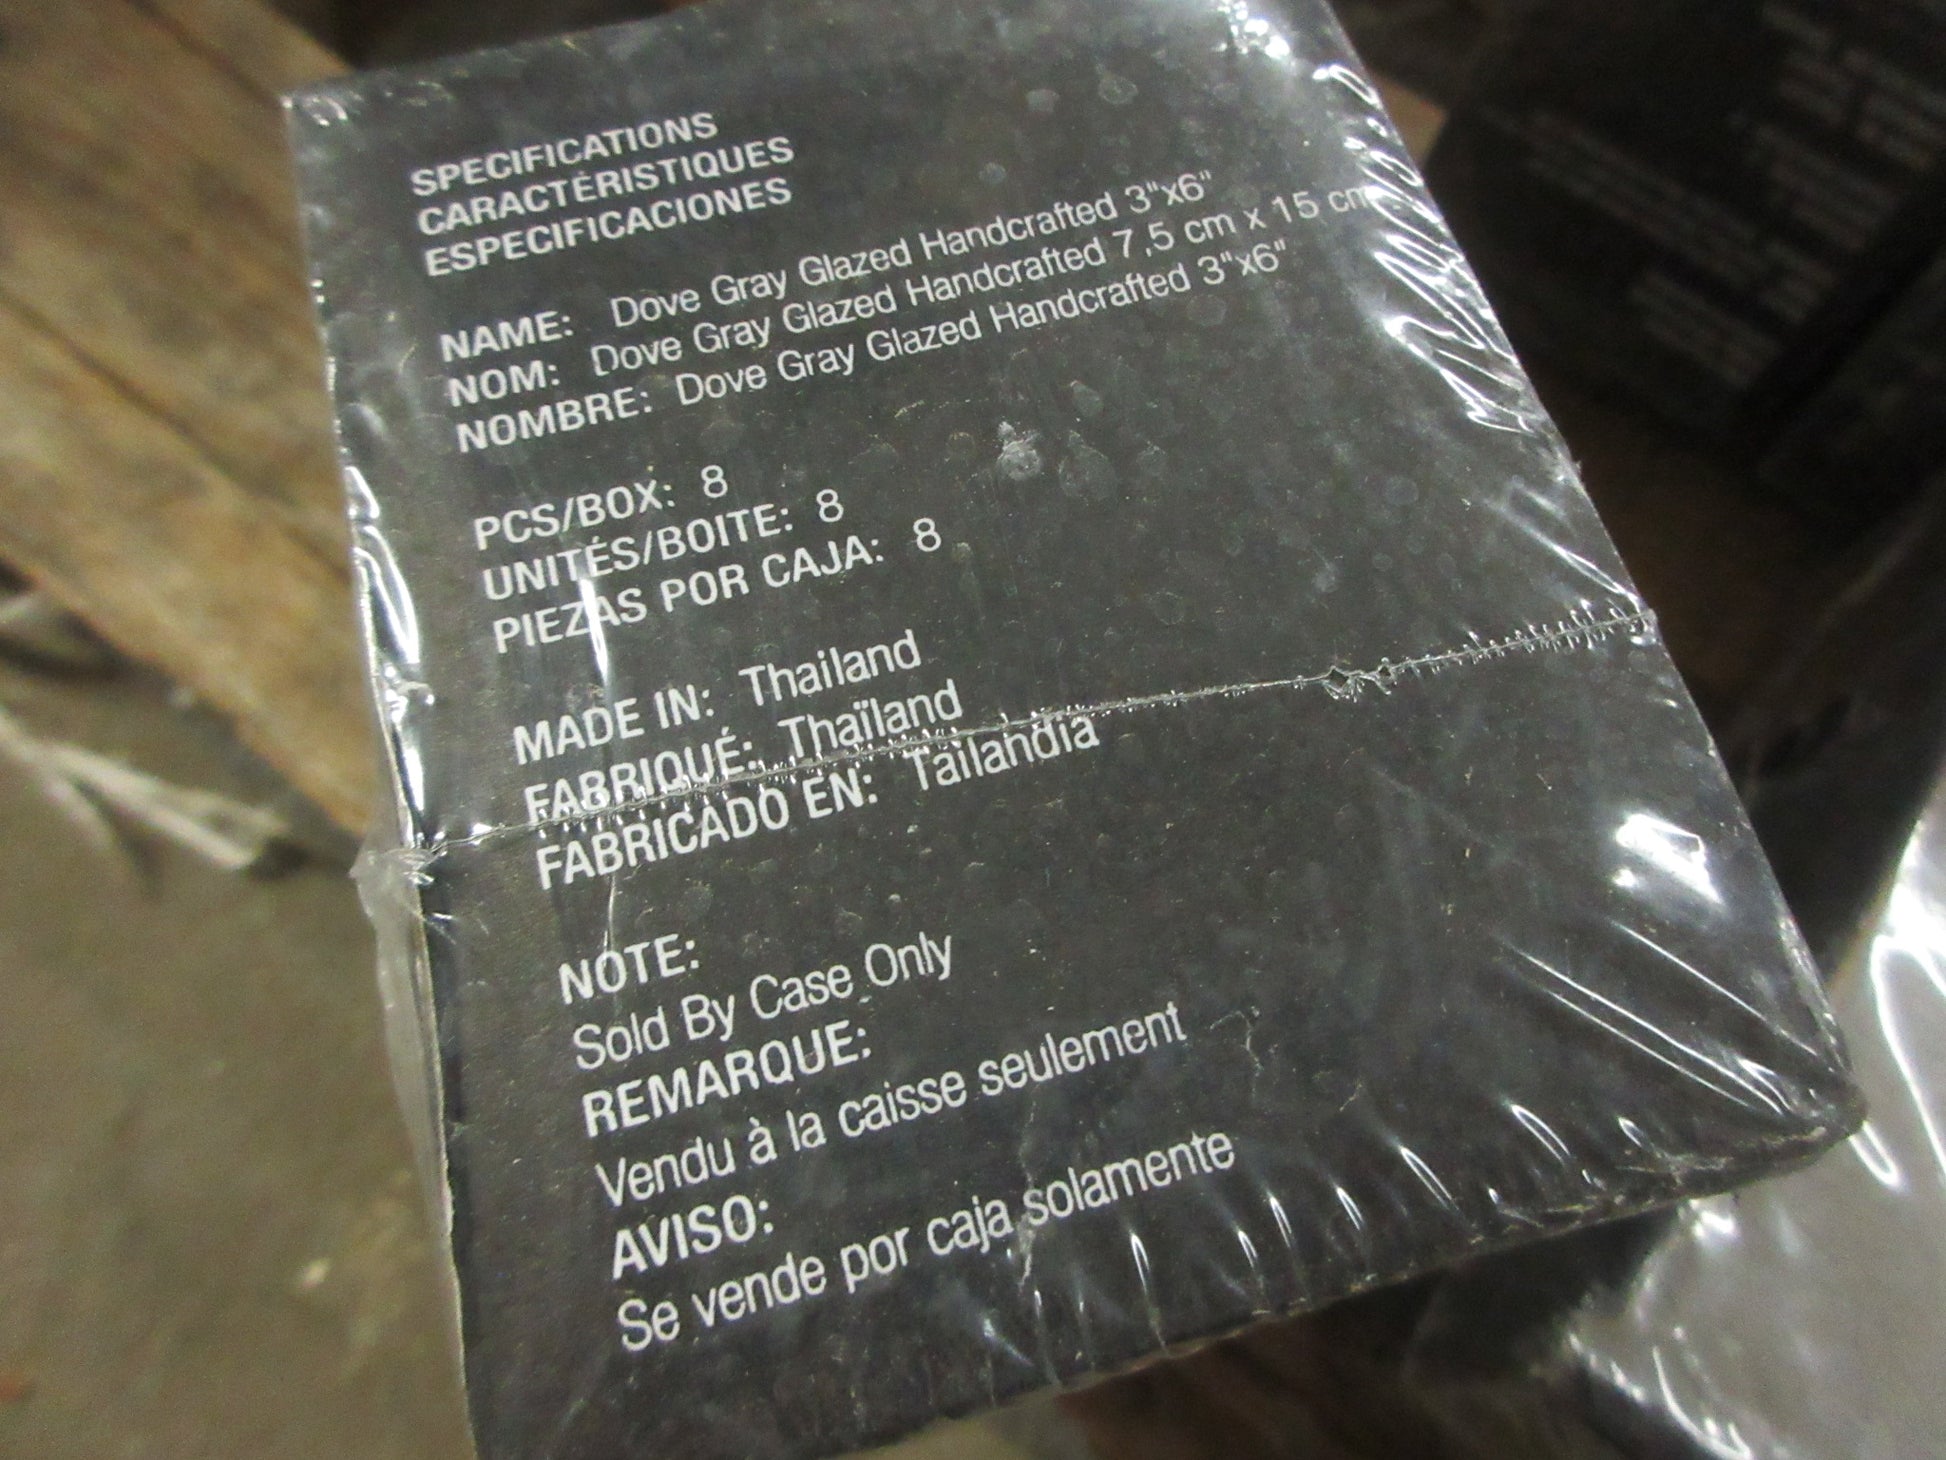 SPECIFICATIONS
CARACTÉRISTIQUES
ESPECIFICACIONES
NAME: Dove Gray Glazed Handcrafted 3"x6"
NOM: Dove Gray Glazed Handcrafted 7,5 cm x 15 cm
NOMBRE: Dove Gray Glazed Handcrafted 3"x6"
PCS/BOX: 8
UNITÉS/BOITE: 8
PIEZAS POR CAJA: 8
MADE IN: Thailand
FABRIQUÉ: Thaïland
FABRICADO EN: Tailandia
NOTE:
Sold By Case Only
REMARQUE:
Vendu à la caisse seulement
AVISO:
Se vende por caja solamente